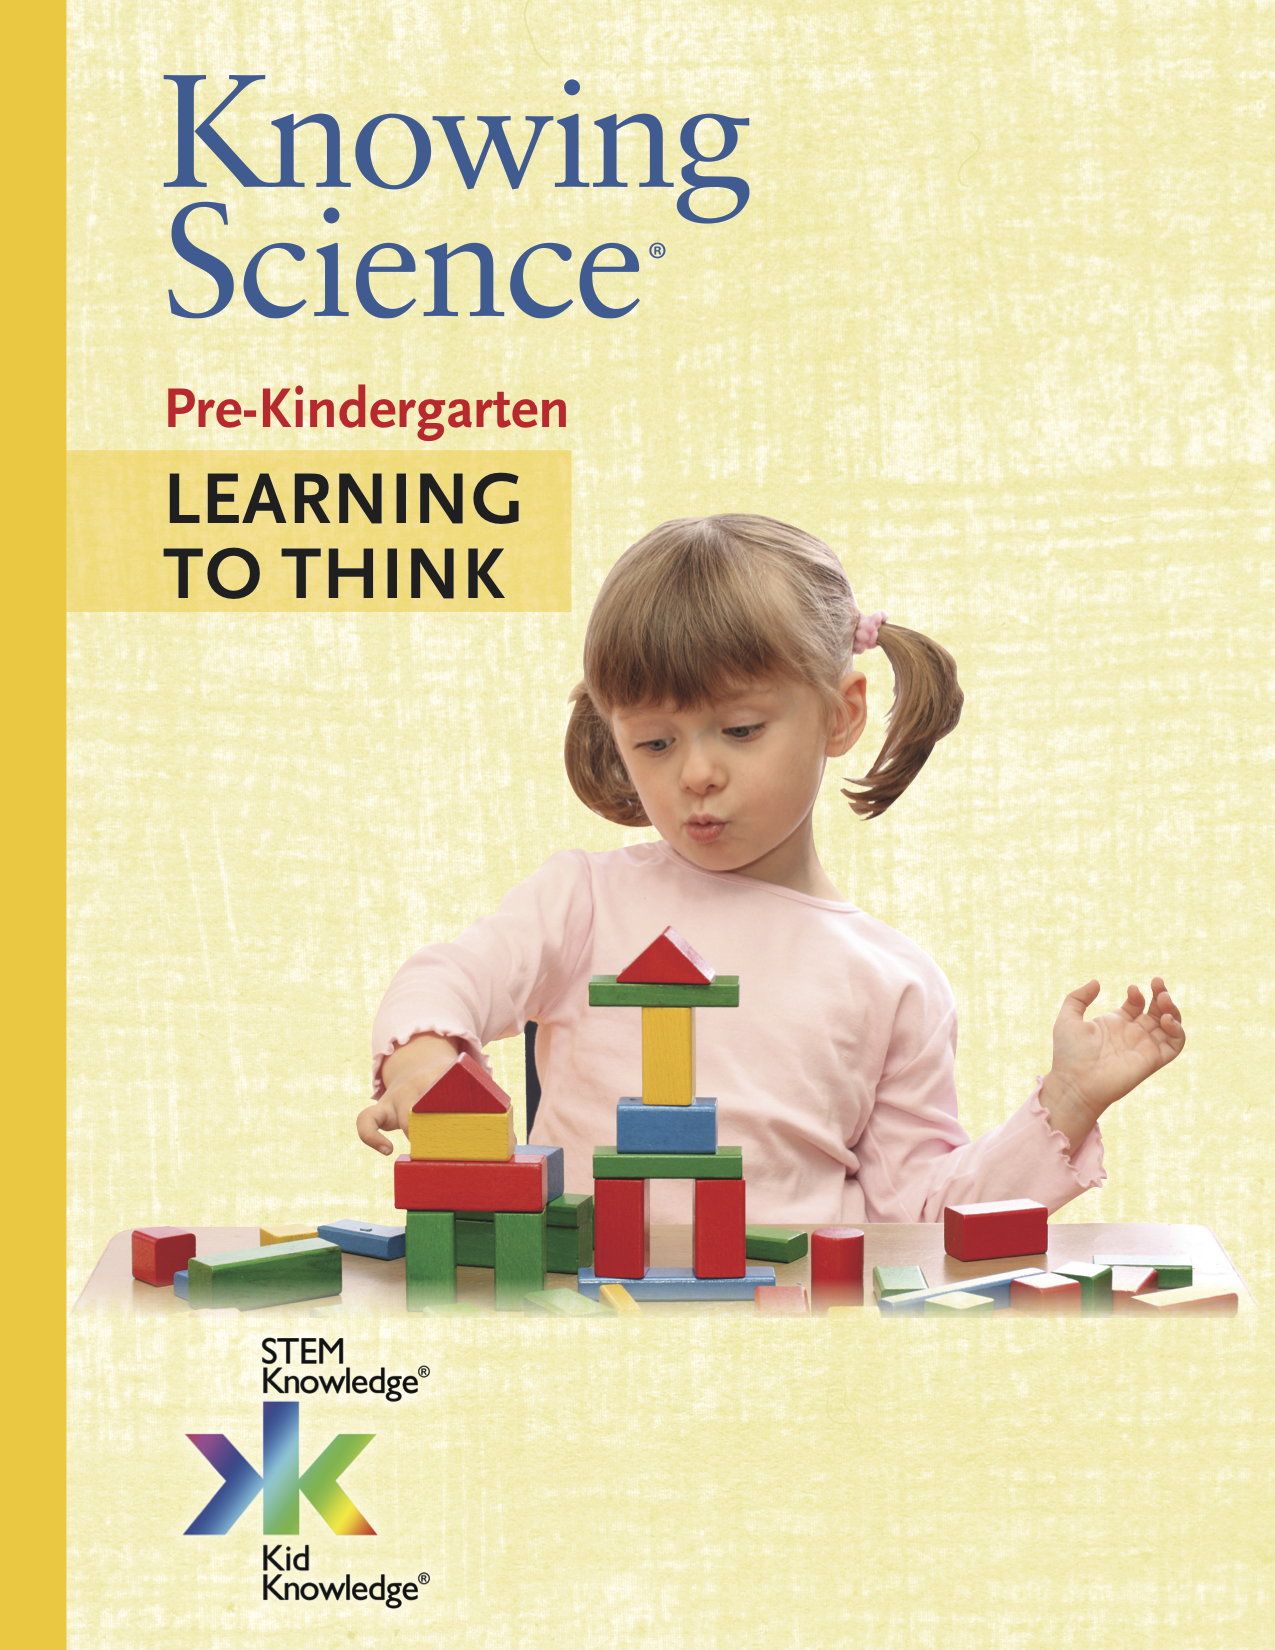 Knowing
Science®
Pre-Kindergarten
LEARNING
TO THINK
STEM
Knowledge®
Kid
Knowledge®